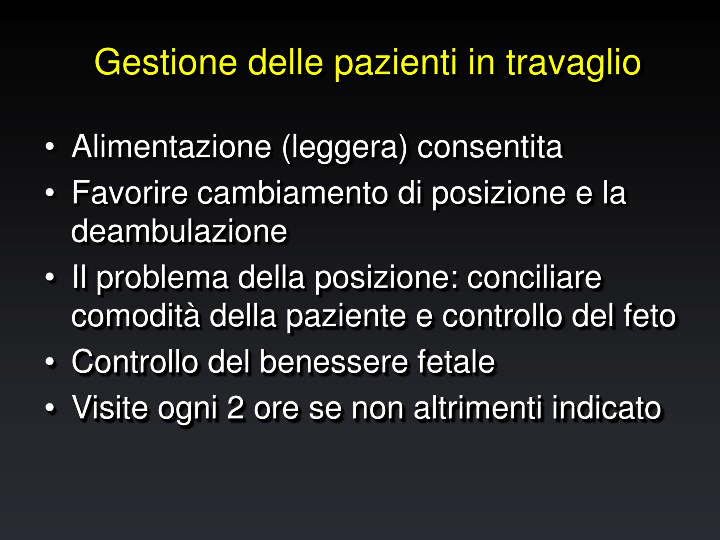 Gestione delle pazienti in travaglio
• Alimentazione (leggera) consentita
• Favorire cambiamento di posizione e la
deambulazione
• Il problema della posizione: conciliare
comodità della paziente e controllo del feto
• Controllo del benessere fetale
• Visite ogni 2 ore se non altrimenti indicato